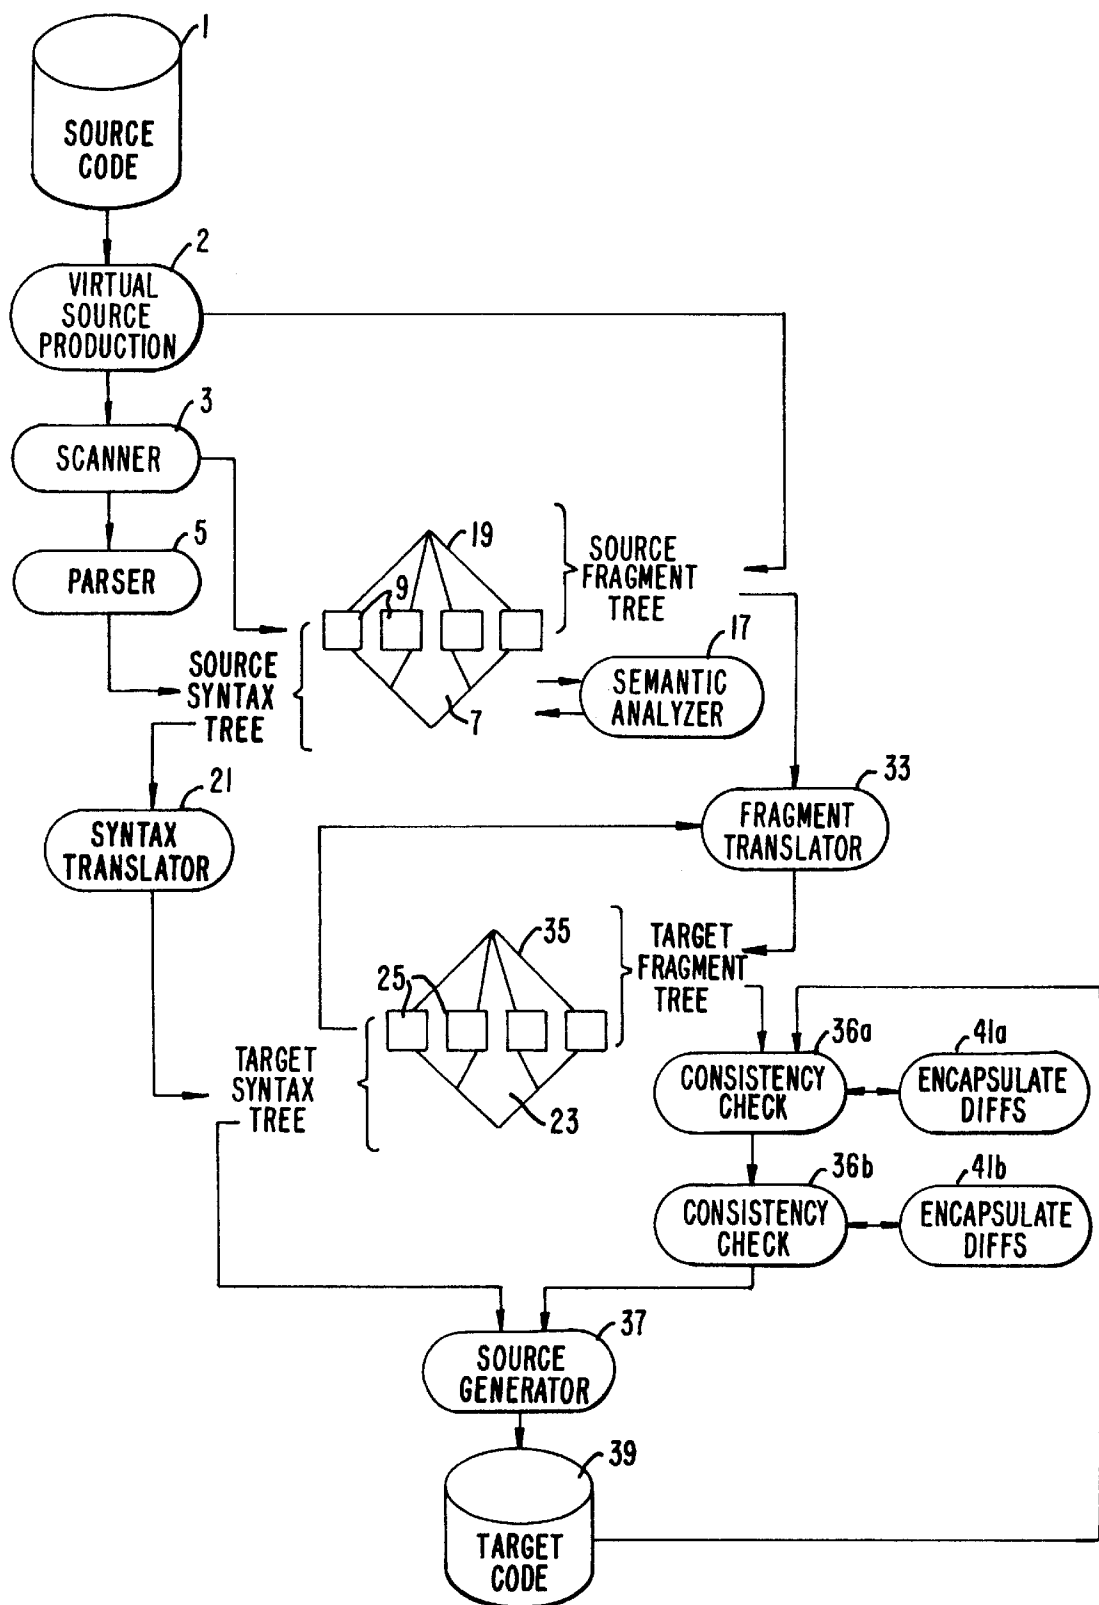 1
SOURCE
CODE
2
VIRTUAL
SOURCE
PRODUCTION
3
SCANNER
5
PARSER
19
SOURCE
FRAGMENT
TREE
9
17
SOURCE
SYNTAX
TREE
SEMANTIC
ANALYZER
7
21
SYNTAX
TRANSLATOR
33
FRAGMENT
TRANSLATOR
35
TARGET
FRAGMENT
TREE
25
TARGET
SYNTAX
TREE
23
36a
CONSISTENCY
CHECK
41a
ENCAPSULATE
DIFFS
36b
CONSISTENCY
CHECK
41b
ENCAPSULATE
DIFFS
37
SOURCE
GENERATOR
39
TARGET
CODE